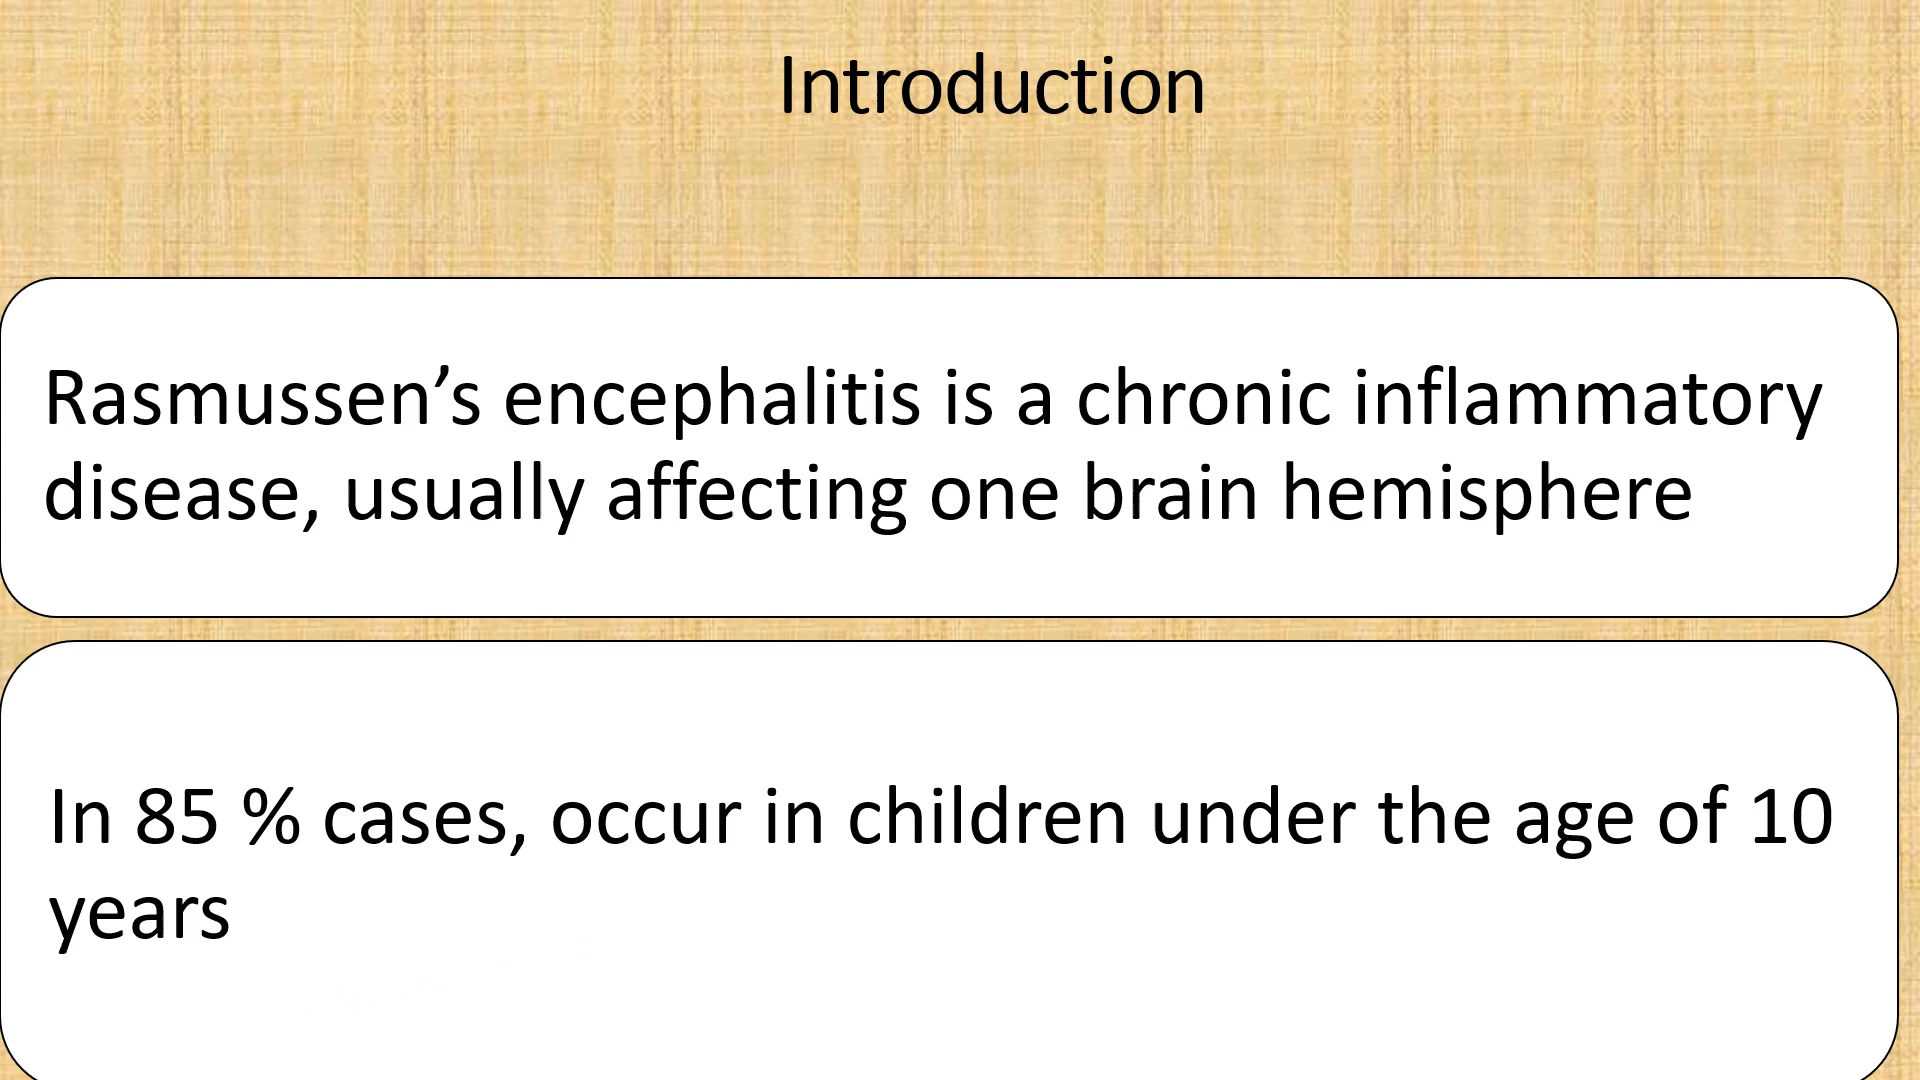 Introduction
Rasmussen’s encephalitis is a chronic inflammatory
disease, usually affecting one brain hemisphere
In 85 % cases, occur in children under the age of 10
years